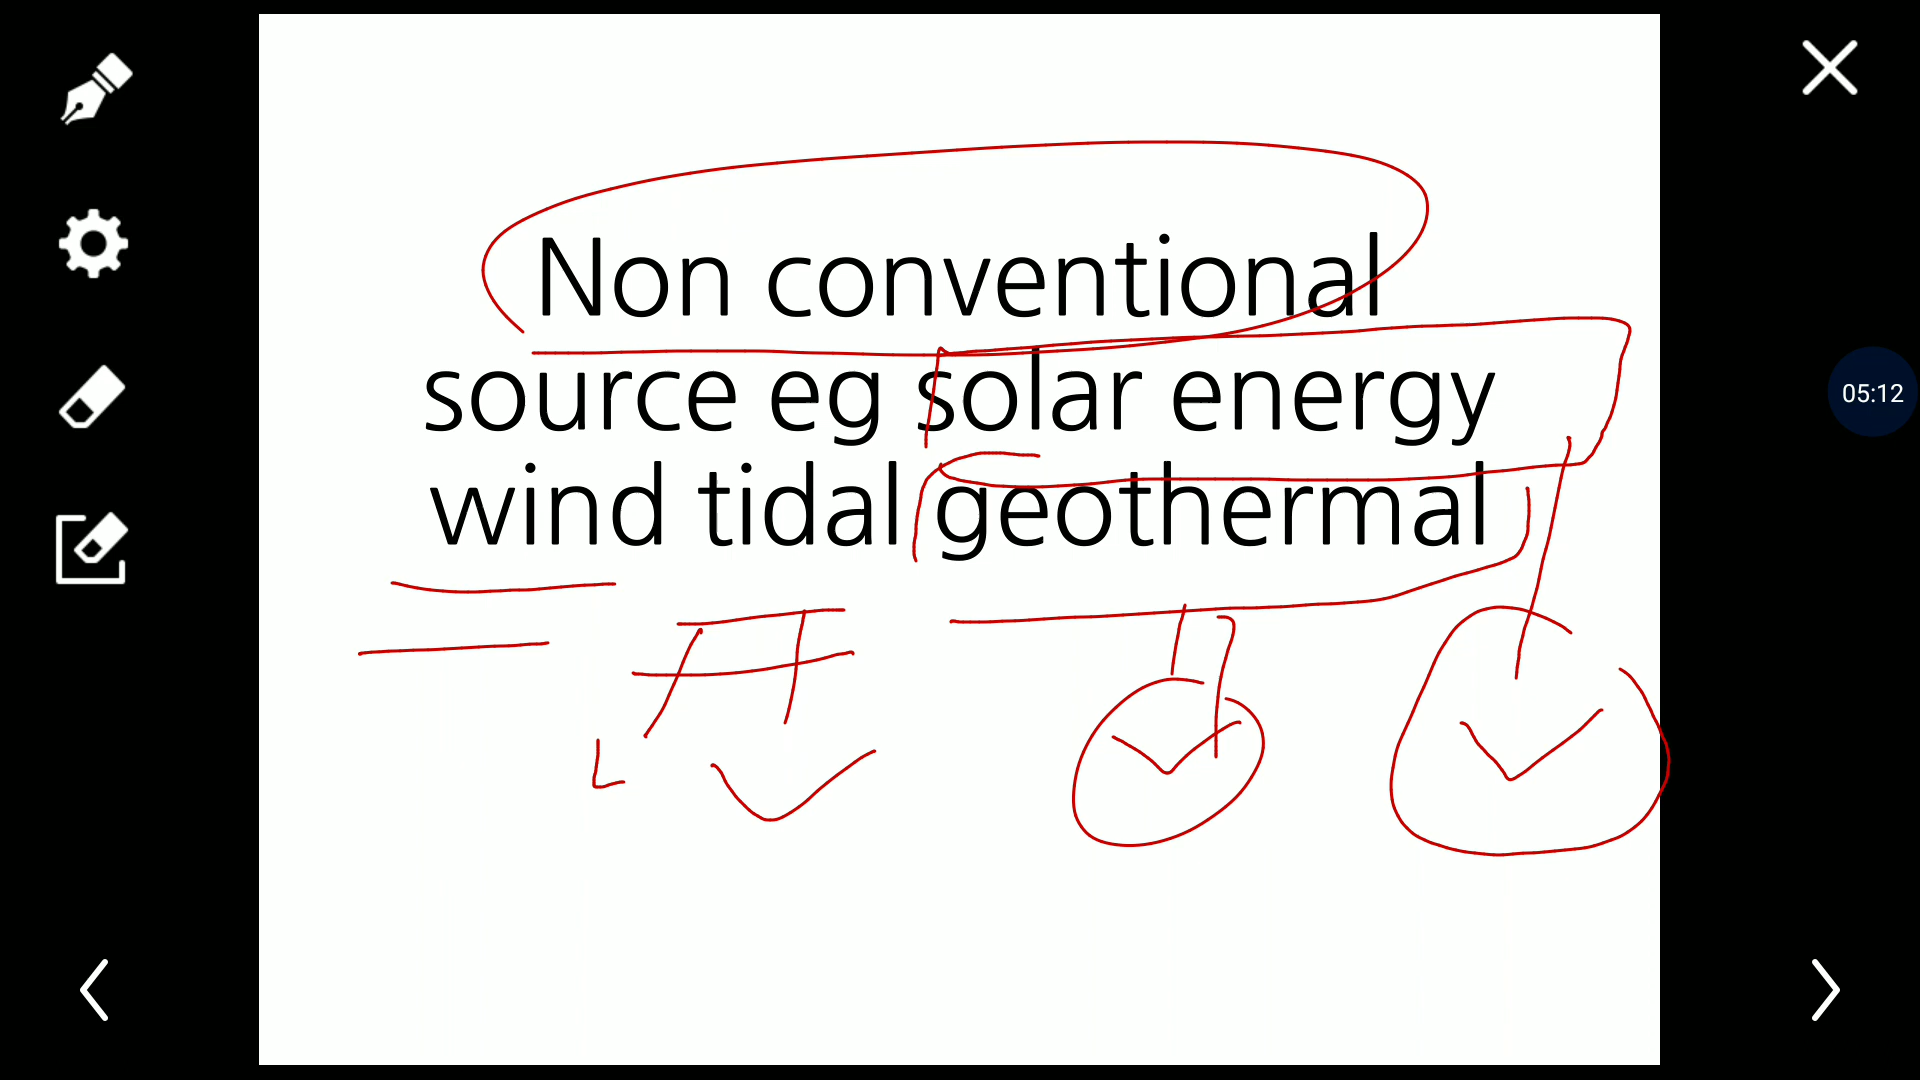 Non conventional
source eg solar energy
wind tidal geothermal
05:12